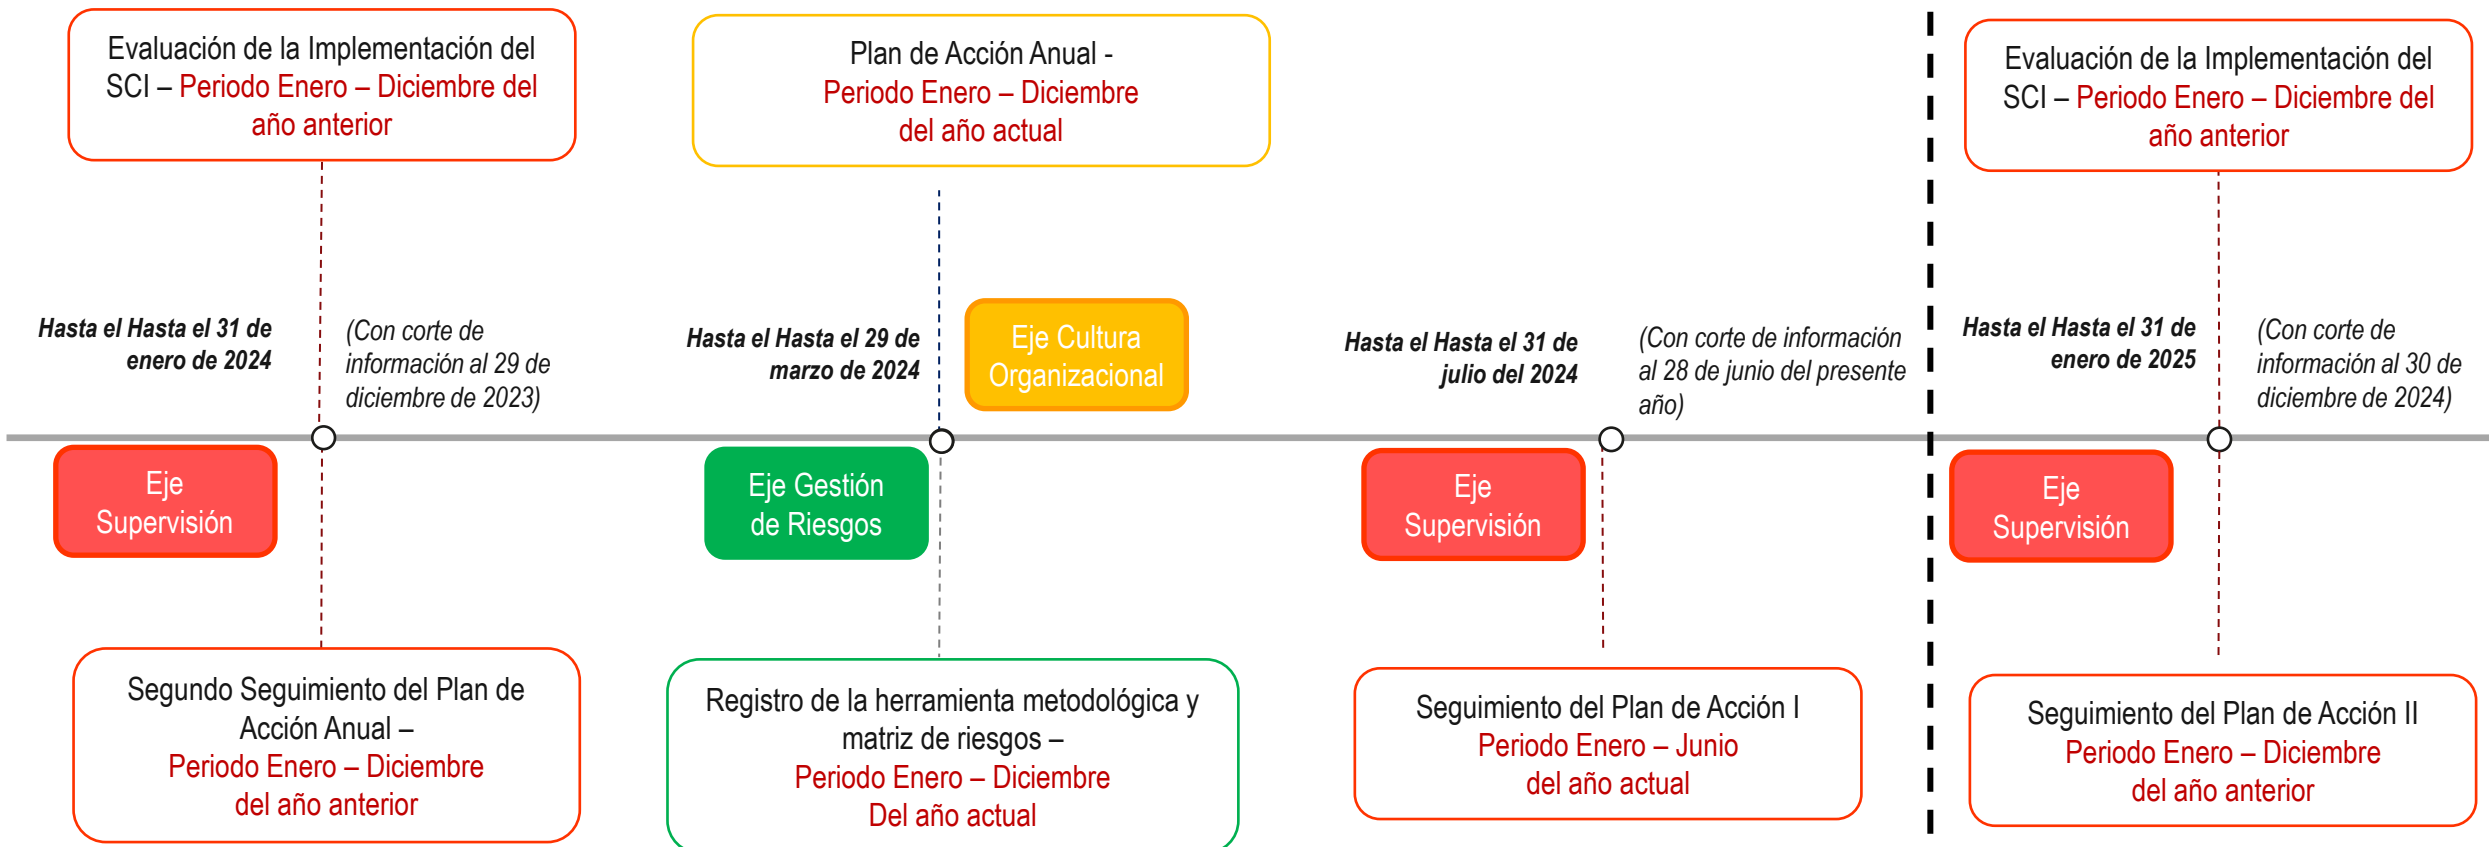 Evaluación de la Implementación del
SCI – Periodo Enero – Diciembre del
año anterior
Plan de Acción Anual -
Periodo Enero – Diciembre
del año actual
Evaluación de la Implementación del
SCI – Periodo Enero – Diciembre del
año anterior
Hasta el Hasta el 31 de
enero de 2024
(Con corte de
información al 29 de
diciembre de 2023)
Hasta el Hasta el 29 de
marzo de 2024
Eje Cultura
Organizacional
Hasta el Hasta el 31 de
julio del 2024
(Con corte de información
al 28 de junio del presente
año)
Hasta el Hasta el 31 de
enero de 2025
(Con corte de
información al 30 de
diciembre de 2024)
Eje
Supervisión
Eje Gestión
de Riesgos
Eje
Supervisión
Eje
Supervisión
Segundo Seguimiento del Plan de
Acción Anual –
Periodo Enero – Diciembre
del año anterior
Registro de la herramienta metodológica y
matriz de riesgos –
Periodo Enero – Diciembre
Del año actual
Seguimiento del Plan de Acción I
Periodo Enero – Junio
del año actual
Seguimiento del Plan de Acción II
Periodo Enero – Diciembre
del año anterior